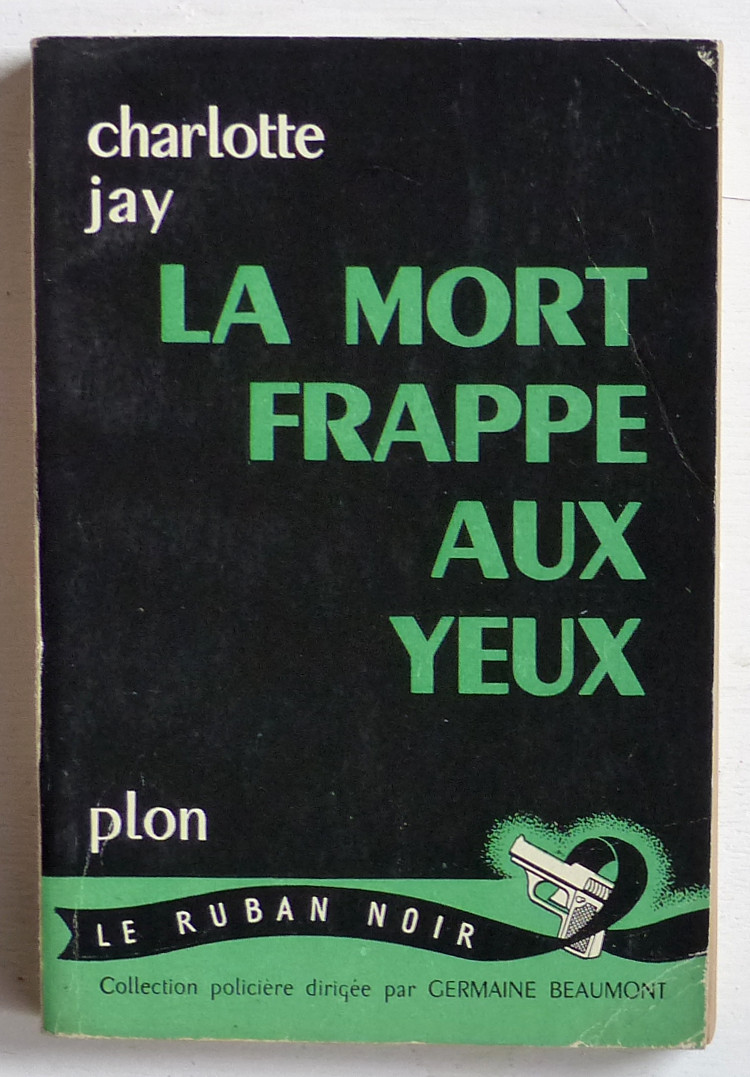 charlotte
jay
LA MORT
FRAPPE
AUX
YEUX
plon
LE RUBAN NOIR
Collection policière dirigée par GERMAINE BEAUMONT